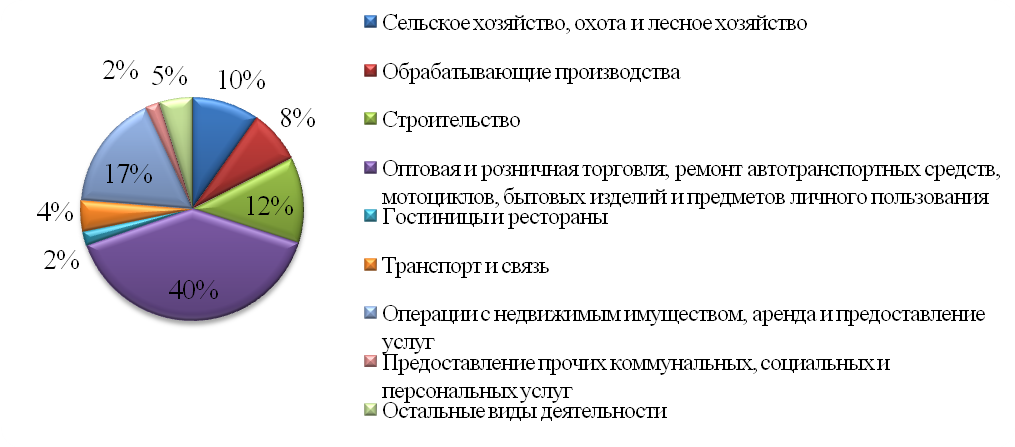 2%
5%
10%
8%
17%
12%
4%
2%
40%
Сельское хозяйство, охота и лесное хозяйство
Обрабатывающие производства
Строительство
Оптовая и розничная торговля; ремонт автотранспортных средств,
мотоциклов, бытовых изделий и предметов личного пользования
Гостиницы и рестораны
Транспорт и связь
Операции с недвижимым имуществом, аренда и предоставление
услуг
Предоставление прочих коммунальных, социальных и
персональных услуг
Остальные виды деятельности